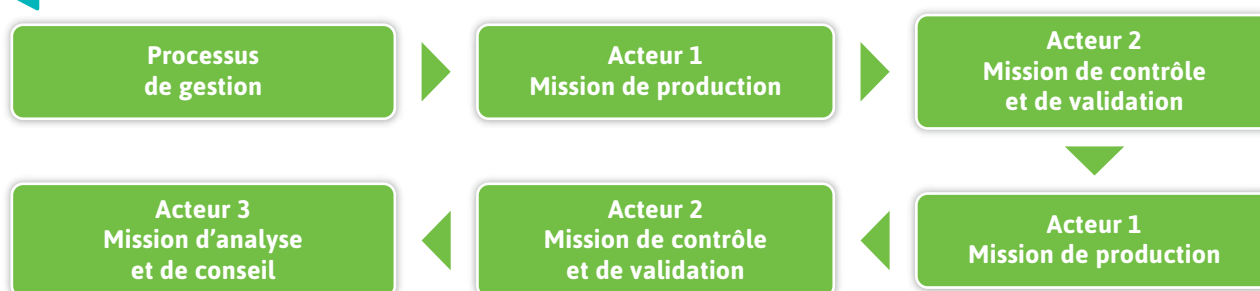 Processus
de gestion
Acteur 1
Mission de production
Acteur 2
Mission de contrôle
et de validation
Acteur 1
Mission de production
Acteur 2
Mission de contrôle
et de validation
Acteur 3
Mission d’analyse
et de conseil